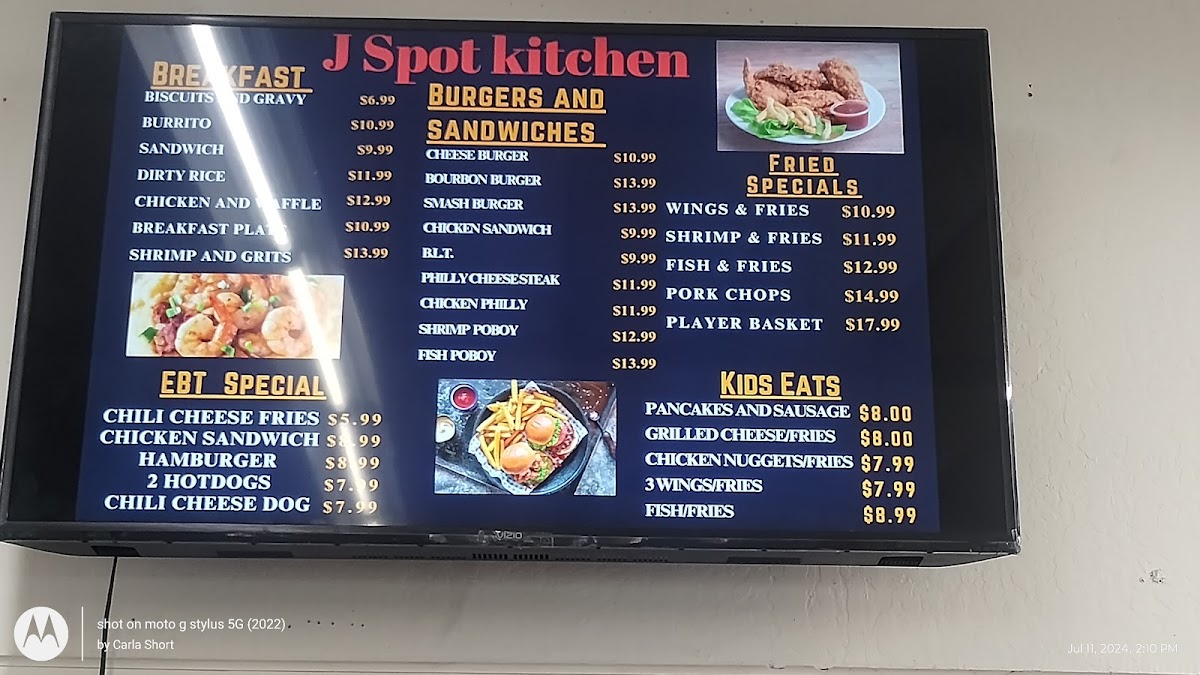 J Spot kitchen
BREAKFAST
BISCUITS AND GRAVY $6.99
BURRITO $10.99
SANDWICH $9.99
DIRTY RICE $11.99
CHICKEN AND WAFFLE $12.99
BREAKFAST PLATE $10.99
SHRIMP AND GRITS $13.99
EBT SPECIAL
CHILI CHEESE FRIES $5.99
CHICKEN SANDWICH $8.99
HAMBURGER $8.99
2 HOTDOGS $7.99
CHILI CHEESE DOG $7.99
BURGERS AND
SANDWICHES
CHEESE BURGER $10.99
BOURBON BURGER $13.99
SMASH BURGER $13.99
CHICKEN SANDWICH $9.99
B.L.T. $9.99
PHILLY CHEESESTEAK $11.99
CHICKEN PHILLY $11.99
SHRIMP POBOY $12.99
FISH POBOY $13.99
FRIED
SPECIALS
WINGS & FRIES $10.99
SHRIMP & FRIES $11.99
FISH & FRIES $12.99
PORK CHOPS $14.99
PLAYER BASKET $17.99
KIDS EATS
PANCAKES AND SAUSAGE $8.00
GRILLED CHEESE/FRIES $8.00
CHICKEN NUGGETS/FRIES $7.99
3 WINGS/FRIES $7.99
FISH/FRIES $8.99
VIZIO
shot on moto g stylus 5G (2022)
by Carla Short
Jul 11, 2024, 2:10 PM